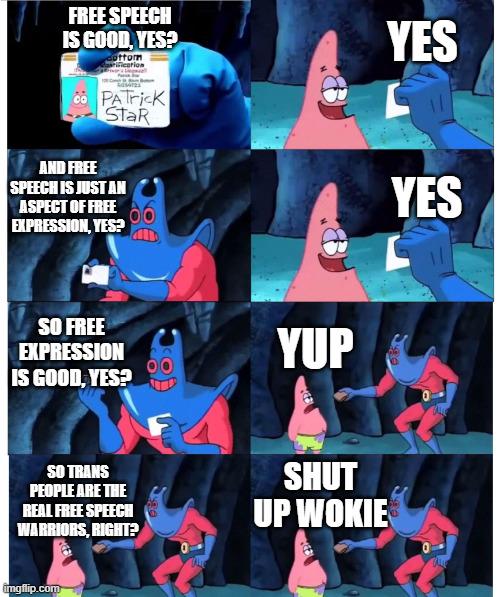 FREE SPEECH
IS GOOD, YES?
PATRICK
STAR
YES
AND FREE
SPEECH IS JUST AN
ASPECT OF FREE
EXPRESSION, YES?
YES
SO FREE
EXPRESSION
IS GOOD, YES?
YUP
SO TRANS
PEOPLE ARE THE
REAL FREE SPEECH
WARRIORS, RIGHT?
SHUT
UP WOKIE
imgflip.com